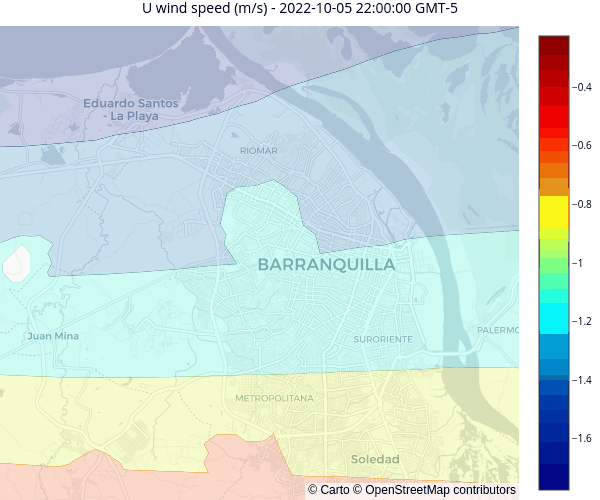 U wind speed (m/s) - 2022-10-05 22:00:00 GMT-5
Eduardo Santos
- La Playa
RIOMAR
BARRANQUILLA
Juan Mina
SURORIENTE
PALERMO
METROPOLITANA
Soledad
© Carto © OpenStreetMap contributors
−0.4
−0.6
−0.8
−1
−1.2
−1.4
−1.6